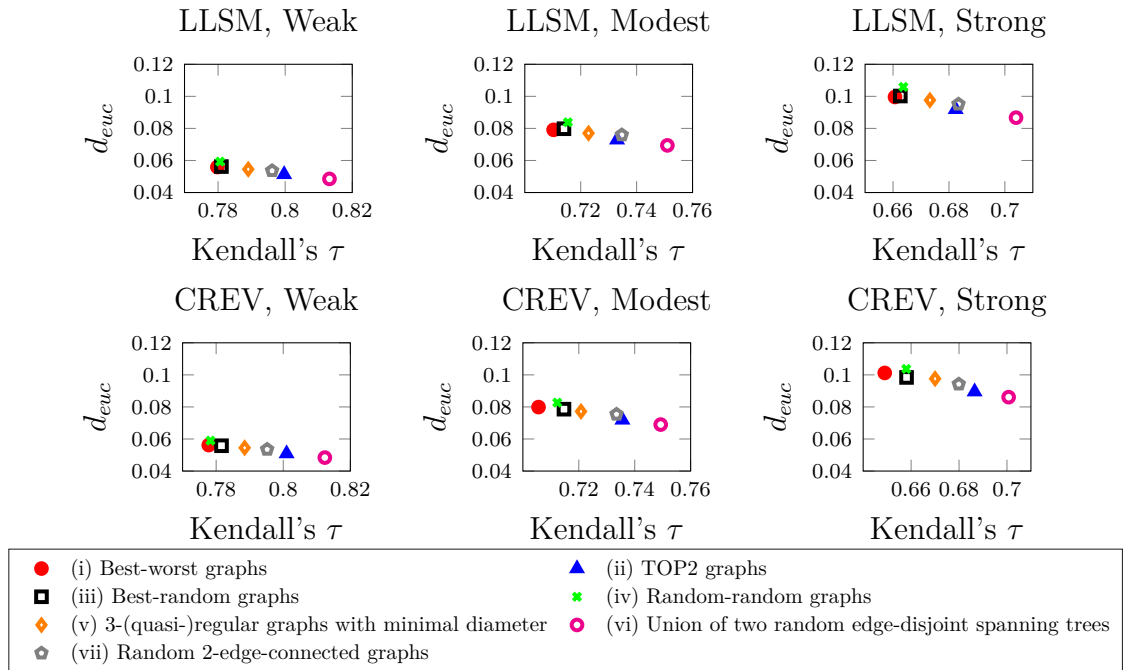 LLSM, Weak
LLSM, Modest
LLSM, Strong
0.12
0.1
0.08
0.06
0.04
d_euc
0.78 0.8 0.82
Kendall's τ
0.12
0.1
0.08
0.06
0.04
d_euc
0.72 0.74 0.76
Kendall's τ
0.12
0.1
0.08
0.06
0.04
d_euc
0.66 0.68 0.7
Kendall's τ
CREV, Weak
CREV, Modest
CREV, Strong
0.12
0.1
0.08
0.06
0.04
d_euc
0.78 0.8 0.82
Kendall's τ
0.12
0.1
0.08
0.06
0.04
d_euc
0.72 0.74 0.76
Kendall's τ
0.12
0.1
0.08
0.06
0.04
d_euc
0.66 0.68 0.7
Kendall's τ
(i) Best-worst graphs
(ii) TOP2 graphs
(iii) Best-random graphs
(iv) Random-random graphs
(v) 3-(quasi-)regular graphs with minimal diameter
(vi) Union of two random edge-disjoint spanning trees
(vii) Random 2-edge-connected graphs